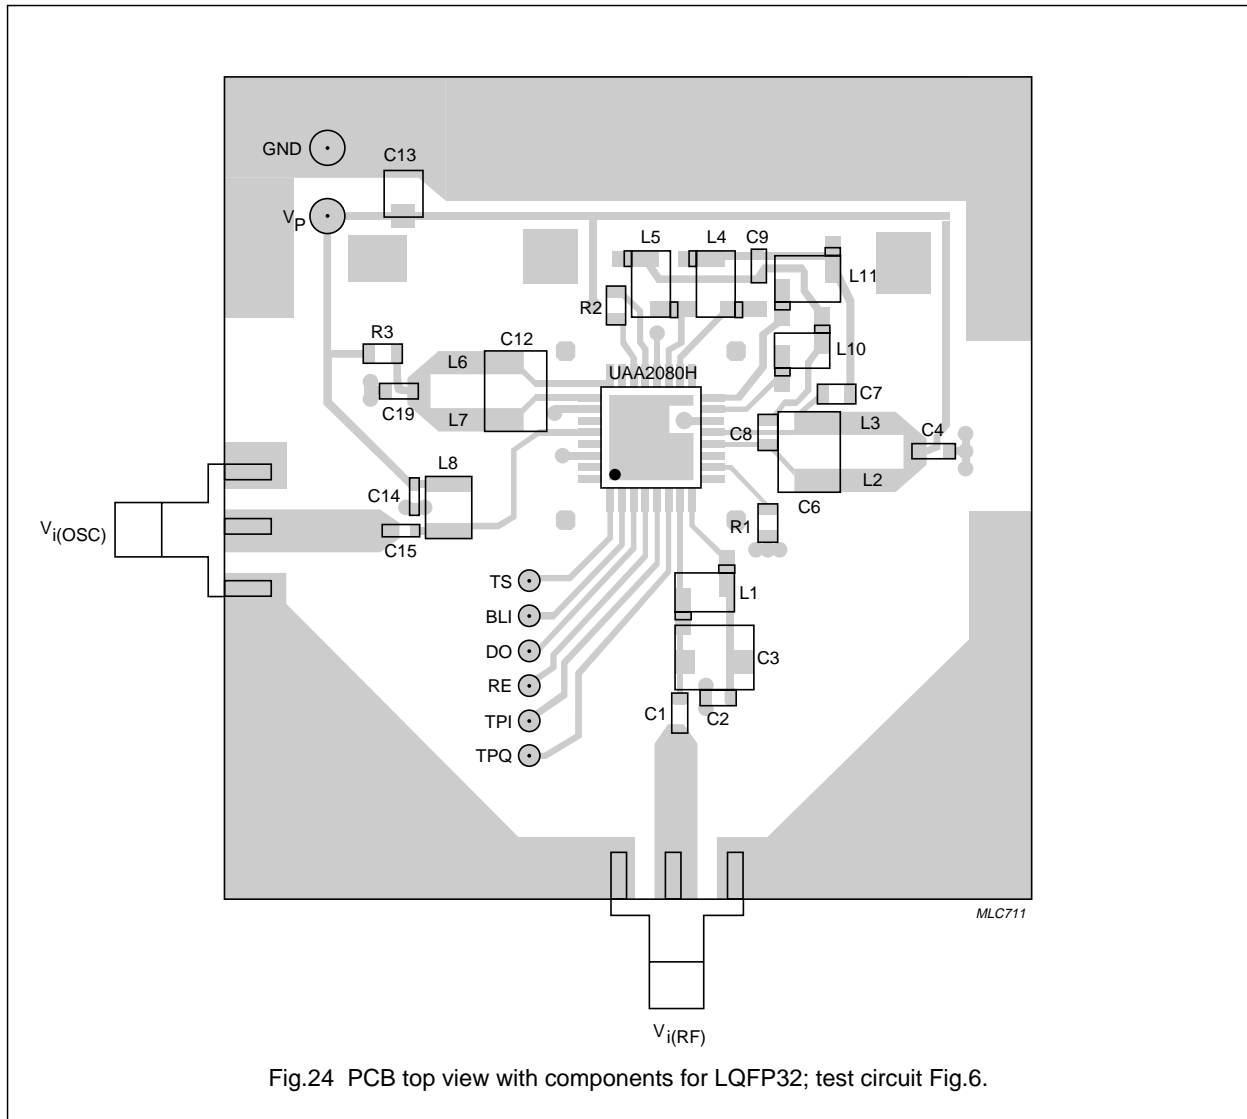 GND
C13
VP
L5
L4
C9
L11
R2
R3
C12
L10
L6
UAA2080H
C19
L7
C7
C8
L3
C4
L8
L2
C14
C6
Vi(OSC)
R1
C15
TS
L1
BLI
DO
C3
RE
C1
C2
TPI
TPQ
MLC711
Vi(RF)
Fig.24 PCB top view with components for LQFP32; test circuit Fig.6.